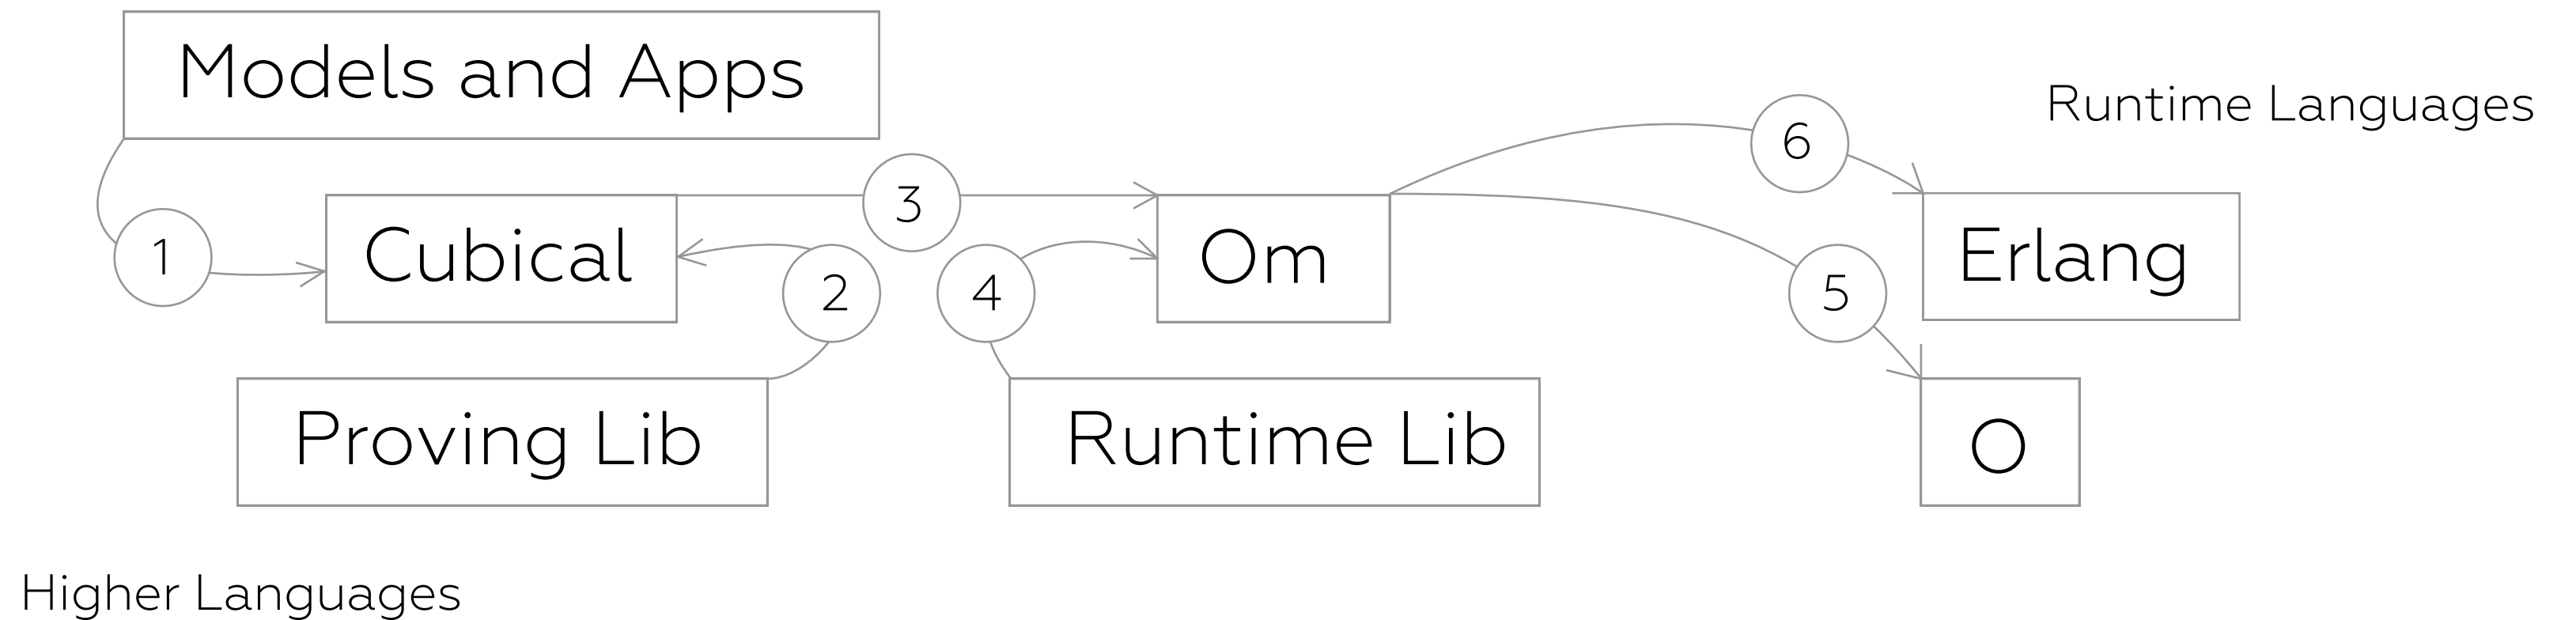 Models and Apps
Runtime Languages
6
3
1
Cubical
Om
Erlang
2
4
5
Proving Lib
Runtime Lib
O
Higher Languages